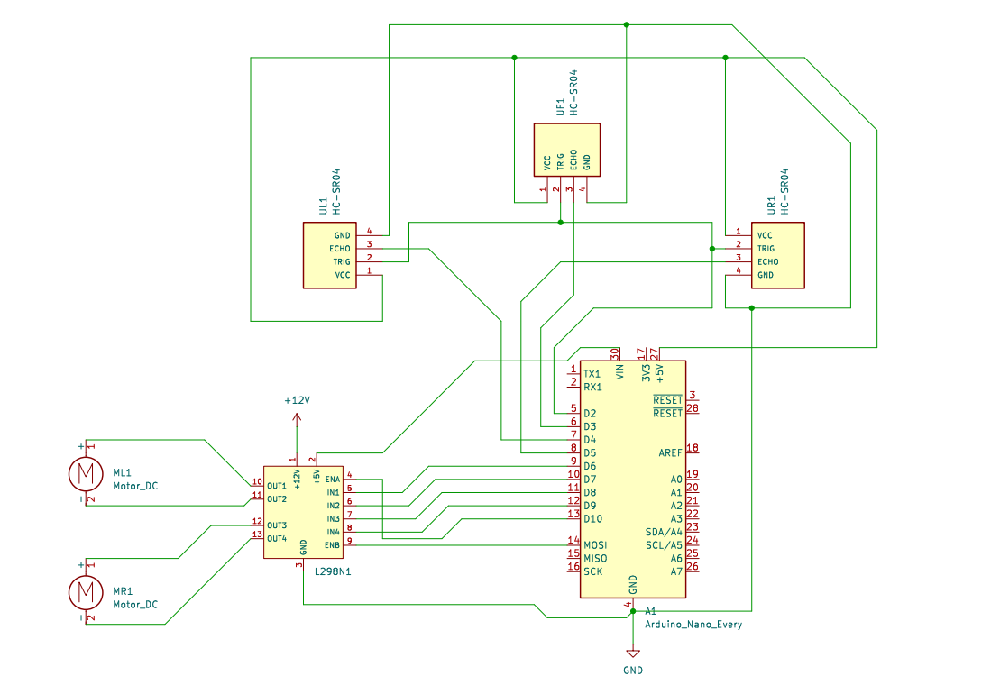 UF1
HC-SR04
VCC
TRIG
ECHO
GND
1
2
3
4
UL1
HC-SR04
GND 4
ECHO 3
TRIG 2
VCC 1
UR1
HC-SR04
1 VCC
2 TRIG
3 ECHO
4 GND
30
17
27
VIN
3V3
+5V
1 TX1
2 RX1
RESET 3
RESET 28
5 D2
6 D3
7 D4
8 D5
AREF 18
9 D6
10 D7
A0 19
11 D8
A1 20
12 D9
A2 21
13 D10
A3 22
SDA/A4 23
14 MOSI
SCL/A5 24
15 MISO
A6 25
16 SCK
A7 26
GND
4
A1
Arduino_Nano_Every
GND
+12V
1
2
+12V
+5V
ENA 4
10 OUT1
IN1 5
11 OUT2
IN2 6
IN3 7
12 OUT3
IN4 8
13 OUT4
ENB 9
GND
3
L298N1
+
1
M
ML1
Motor_DC
-
2
+
1
M
MR1
Motor_DC
-
2